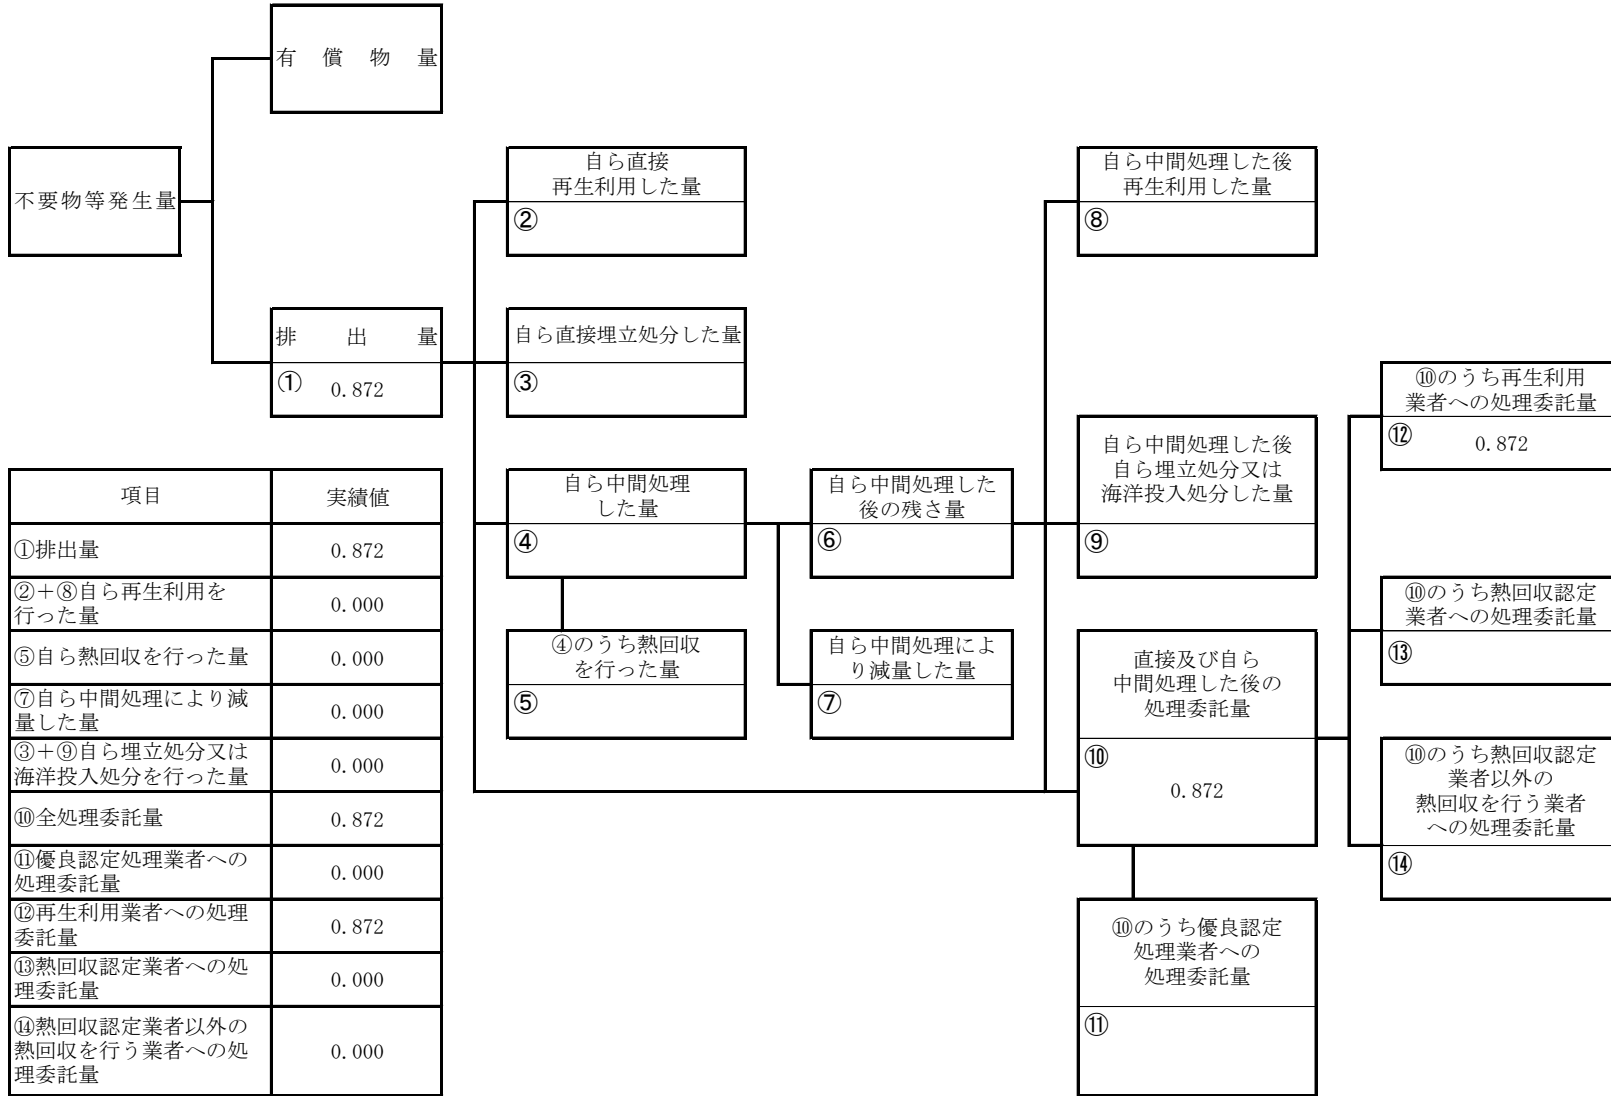 有償物量
不要物等発生量
排出量
① 0.872
自ら直接
再生利用した量
②
自ら直接埋立処分した量
③
自ら中間処理
した量
④
④のうち熱回収
を行った量
⑤
自ら中間処理した
後の残さ量
⑥
自ら中間処理によ
り減量した量
⑦
自ら中間処理した後
再生利用した量
⑧
自ら中間処理した後
自ら埋立処分又は
海洋投入処分した量
⑨
直接及び自ら
中間処理した後の
処理委託量
⑩
0.872
⑩のうち優良認定
処理業者への
処理委託量
⑪
⑩のうち再生利用
業者への処理委託量
⑫ 0.872
⑩のうち熱回収認定
業者への処理委託量
⑬
⑩のうち熱回収認定
業者以外の
熱回収を行う業者
への処理委託量
⑭
項目 実績値
①排出量 0.872
②＋⑧自ら再生利用を
行った量 0.000
⑤自ら熱回収を行った量 0.000
⑦自ら中間処理により減
量した量 0.000
③＋⑨自ら埋立処分又は
海洋投入処分を行った量 0.000
⑩全処理委託量 0.872
⑪優良認定処理業者への
処理委託量 0.000
⑫再生利用業者への処理
委託量 0.872
⑬熱回収認定業者への処
理委託量 0.000
⑭熱回収認定業者以外の
熱回収を行う業者への処
理委託量 0.000